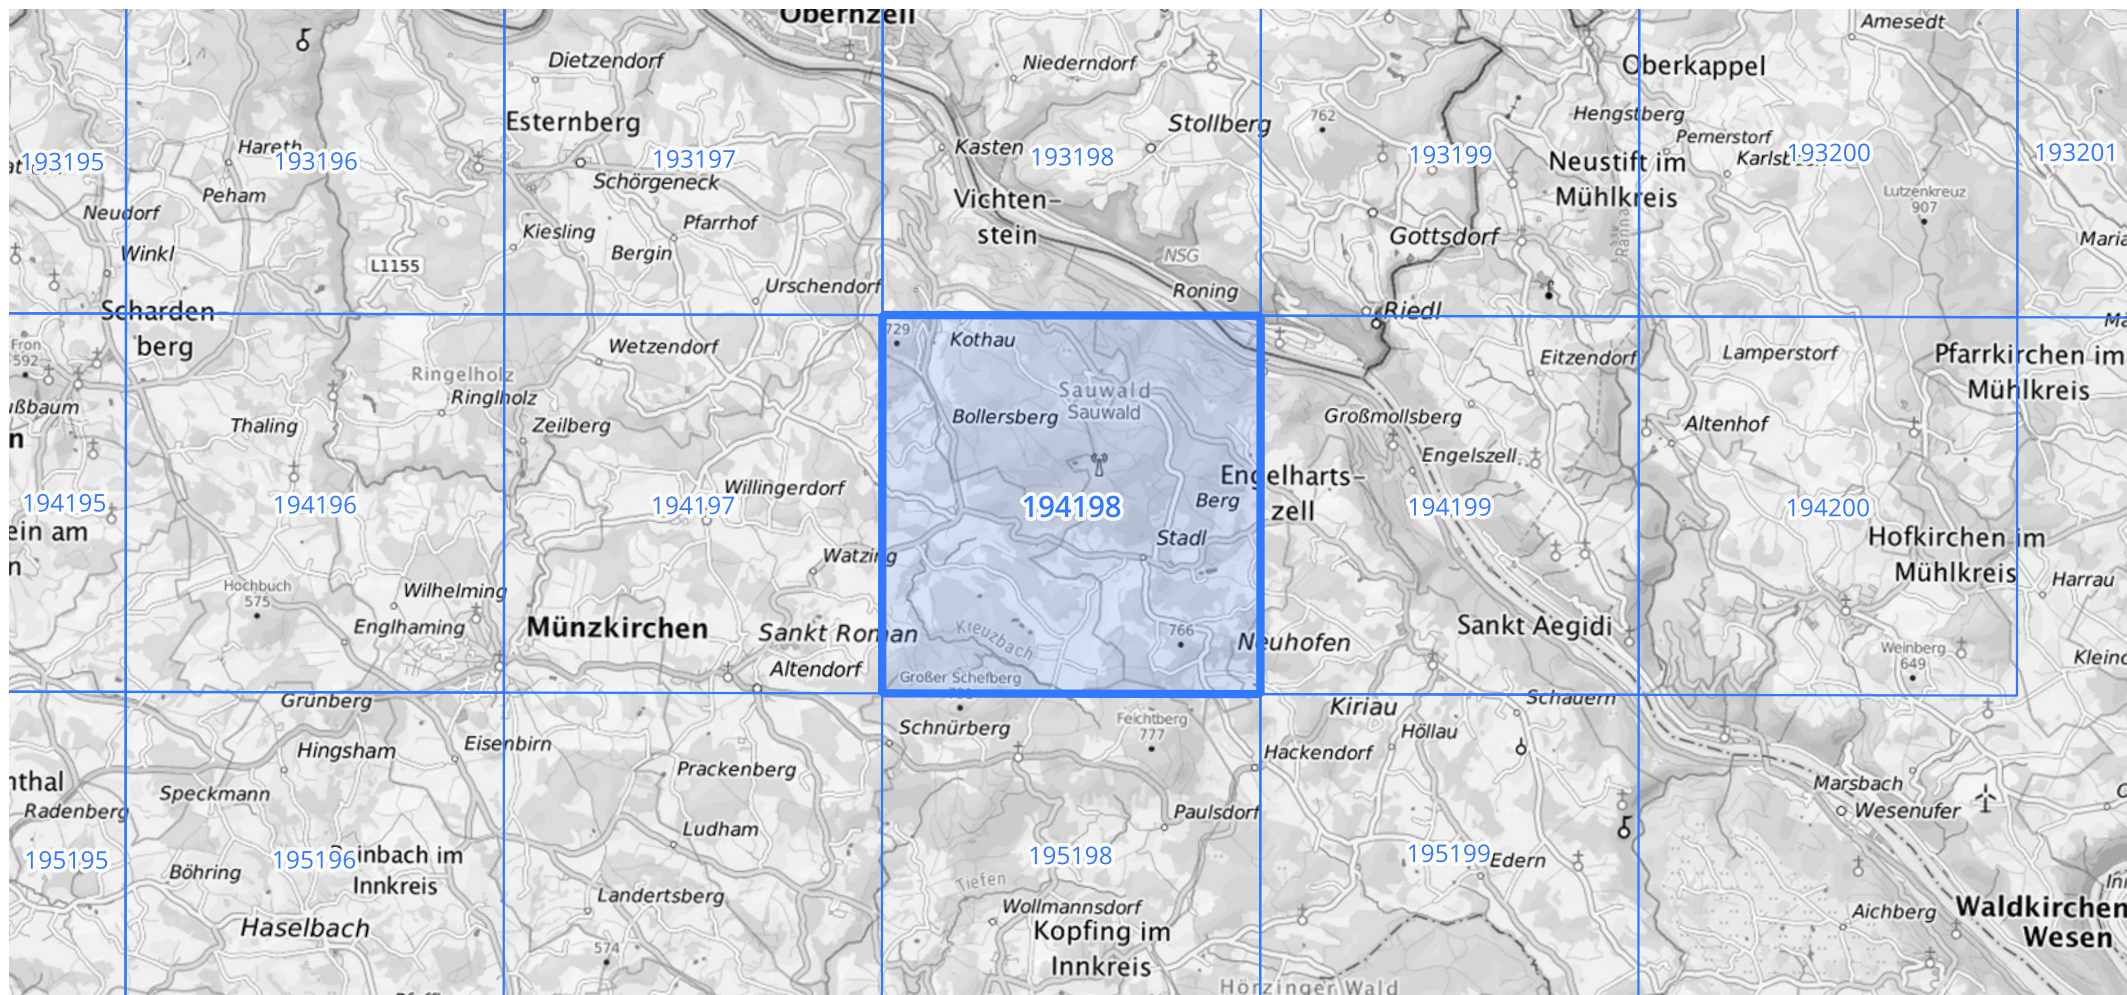 Obernzell
Amesedt
Dietzendorf
Niederndorf
Oberkappel
Esternberg
Stollberg
762
Hengstberg
Pemerstorf
Hareth
193195
193196
193197
Kasten
193198
193199
Neustift im
Mühlkreis
193200
193201
Schörgeneck
Peham
Vichten-
stein
Lutzenkreuz
907
Neudorf
Kiesling
Pfarrhof
Gottsdorf
Winkl
Bergin
NSG
L1155
Urschendorf
Roning
Riedl
Scharden-
berg
729
Kothau
Fron
592
Wetzendorf
Eitzendorf
Lamperstorf
Pfarrkirchen im
Mühlkreis
Ringelholz
Ringlholz
Sauwald
Sauwald
Thaling
Zeilberg
Bollersberg
Großmollsberg
Altenhof
Engelszell
Engelharts-
zell
Willingerdorf
Berg
194195
194196
194197
194198
194199
194200
ein am
Stadl
Hofkirchen im
Mühlkreis
Watzing
Hochbuch
575
Wilhelming
Harrau
Englhaming
Münzkirchen
Sankt Roman
Kreuzbach
766
Neuhofen
Sankt Aegidi
Weinberg
649
Altendorf
Großer Schefberg
Grünberg
Kiriau
Schauern
Schnürberg
Feichtberg
777
Höllau
Hingsham
Eisenbirn
Hackendorf
nthal
Prackenberg
Marsbach
Speckmann
Radenberg
Paulsdorf
Wesenufer
Ludham
195195
195196
195198
195199
Edern
Innkreis
Böhring
Tiefen
Landertsberg
Wollmannsdorf
Aichberg
Waldkirchen
Wesen
Haselbach
Kopfing im
Innkreis
574
Hörzinger Wald